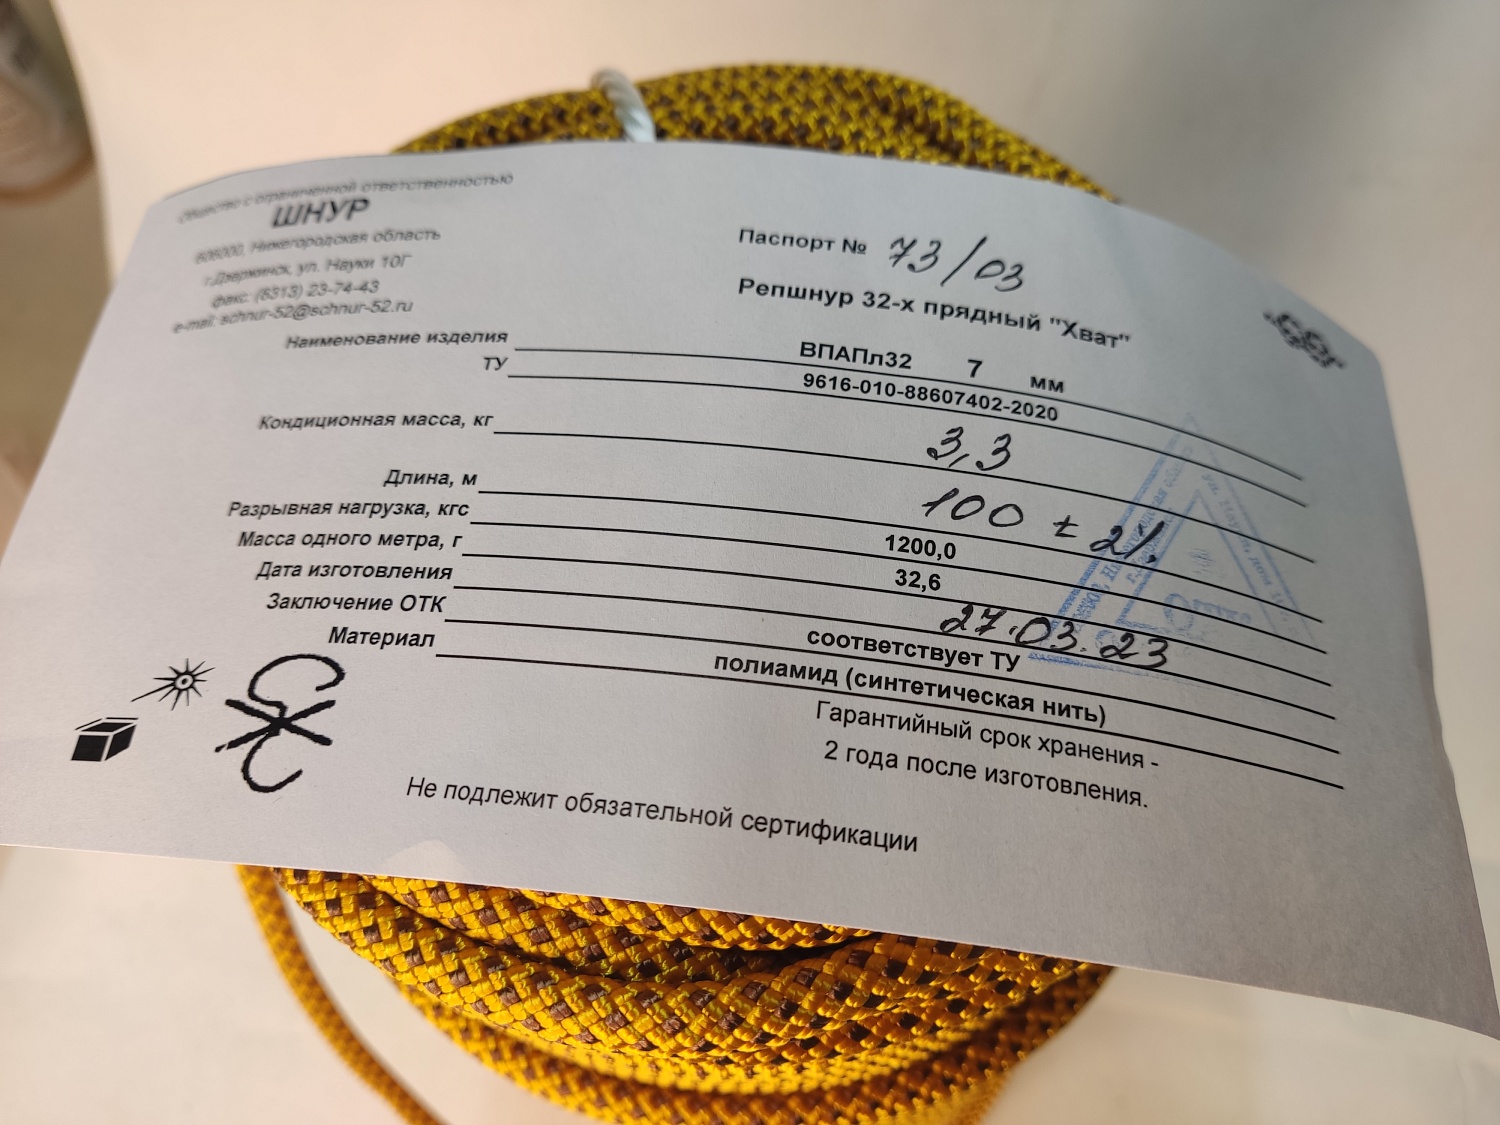 Общество с ограниченной ответственностью
ШНУР
606000, Нижегородская область
г.Дзержинск, ул. Науки 10Г
факс: (8313) 23-74-43
e-mail: schnur-52@schnur-52.ru
Паспорт № 73/03
Репшнур 32-х прядный "Хват"
Наименование изделия ВПАПл32 7 мм
ТУ 9616-010-88607402-2020
Кондиционная масса, кг 3,3
Длина, м 100 ± 2%
Разрывная нагрузка, кгс 1200,0
Масса одного метра, г 32,6
Дата изготовления 27.03.23
Заключение ОТК соответствует ТУ
Материал полиамид (синтетическая нить)
Гарантийный срок хранения -
2 года после изготовления.
Не подлежит обязательной сертификации